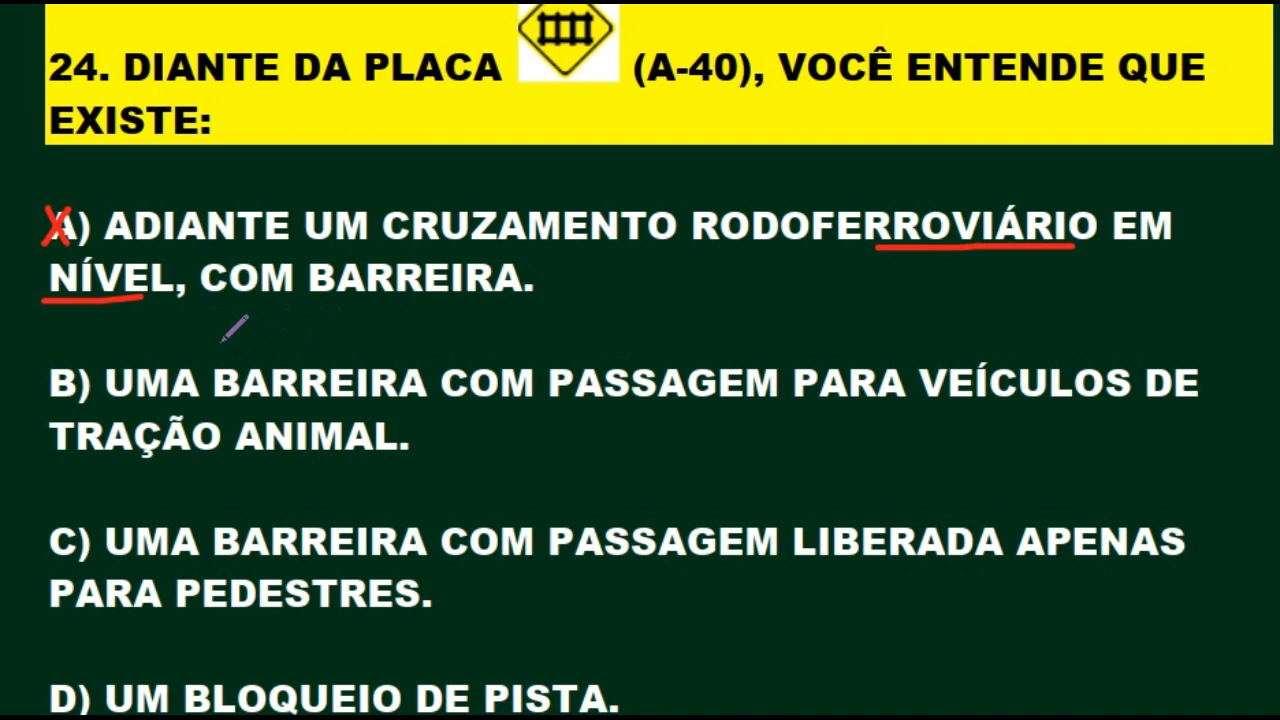 24. DIANTE DA PLACA (A-40), VOCÊ ENTENDE QUE
EXISTE:
A) ADIANTE UM CRUZAMENTO RODOFERROVIÁRIO EM
NÍVEL, COM BARREIRA.
B) UMA BARREIRA COM PASSAGEM PARA VEÍCULOS DE
TRAÇÃO ANIMAL.
C) UMA BARREIRA COM PASSAGEM LIBERADA APENAS
PARA PEDESTRES.
D) UM BLOQUEIO DE PISTA.